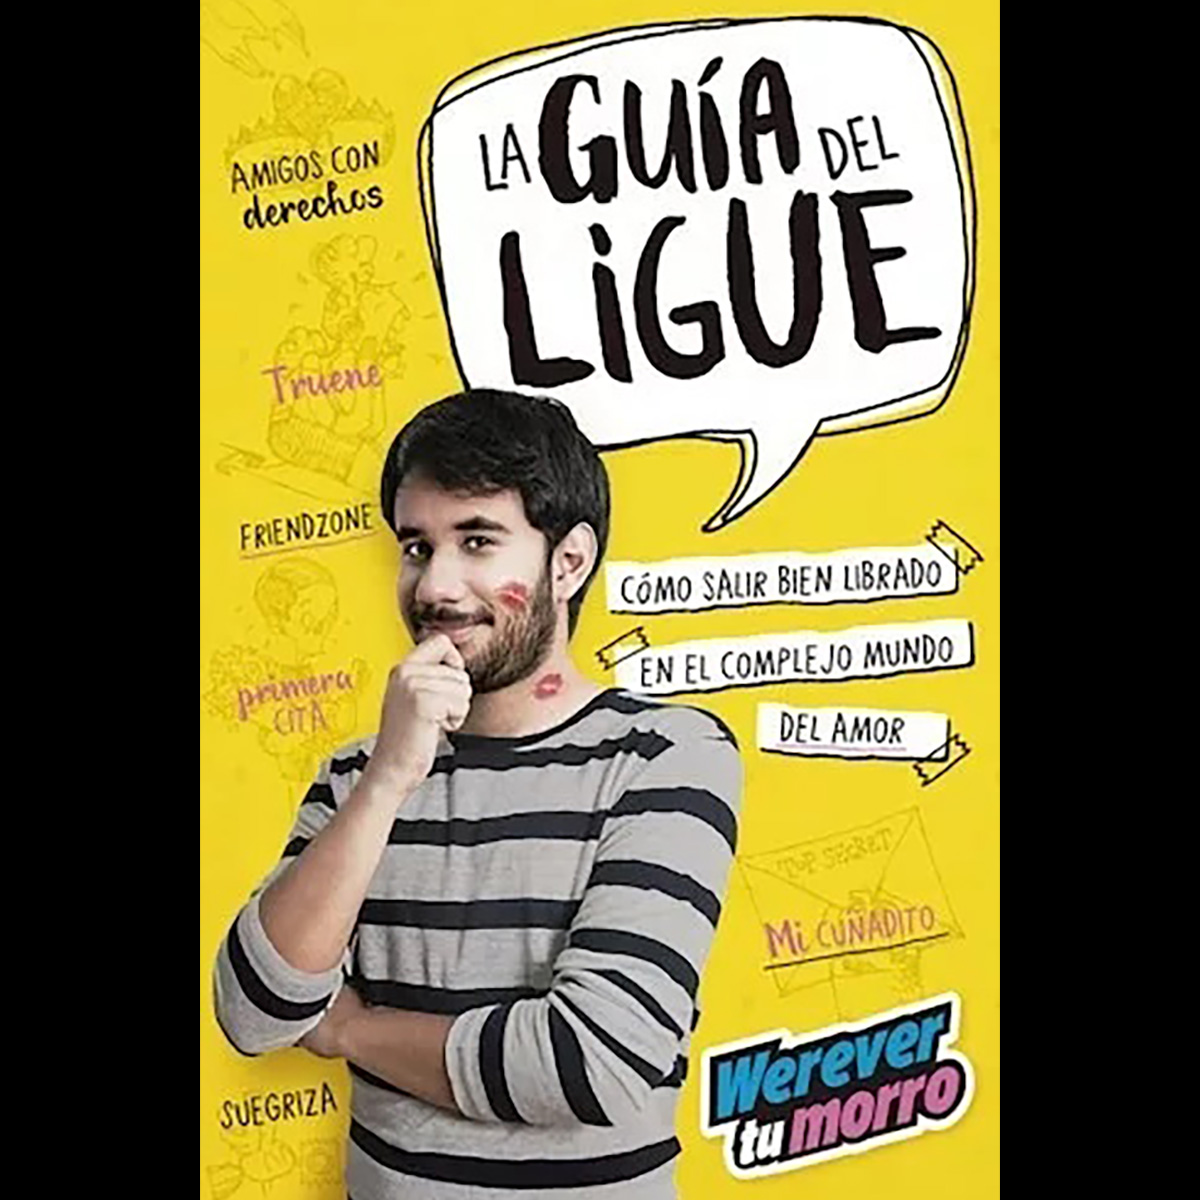 LA GUÍA DEL
LIGUE
AMIGOS CON
derechos
Truene
FRIENDZONE
primera
CITA
CÓMO SALIR BIEN LIBRADO
EN EL COMPLEJO MUNDO
DEL AMOR
TOP SECRET
Mi CUÑADITO
SUEGRIZA
Werever
tu morro